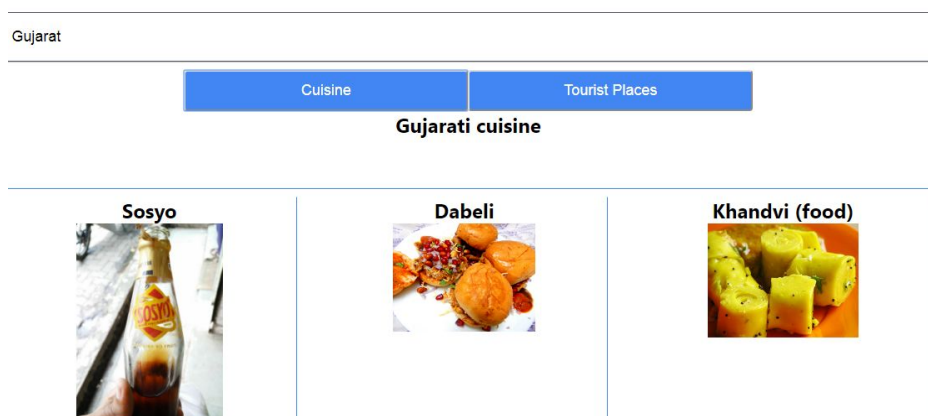 Gujarat
Cuisine
Tourist Places
Gujarati cuisine
Sosyo
Dabeli
Khandvi (food)
SOSYO